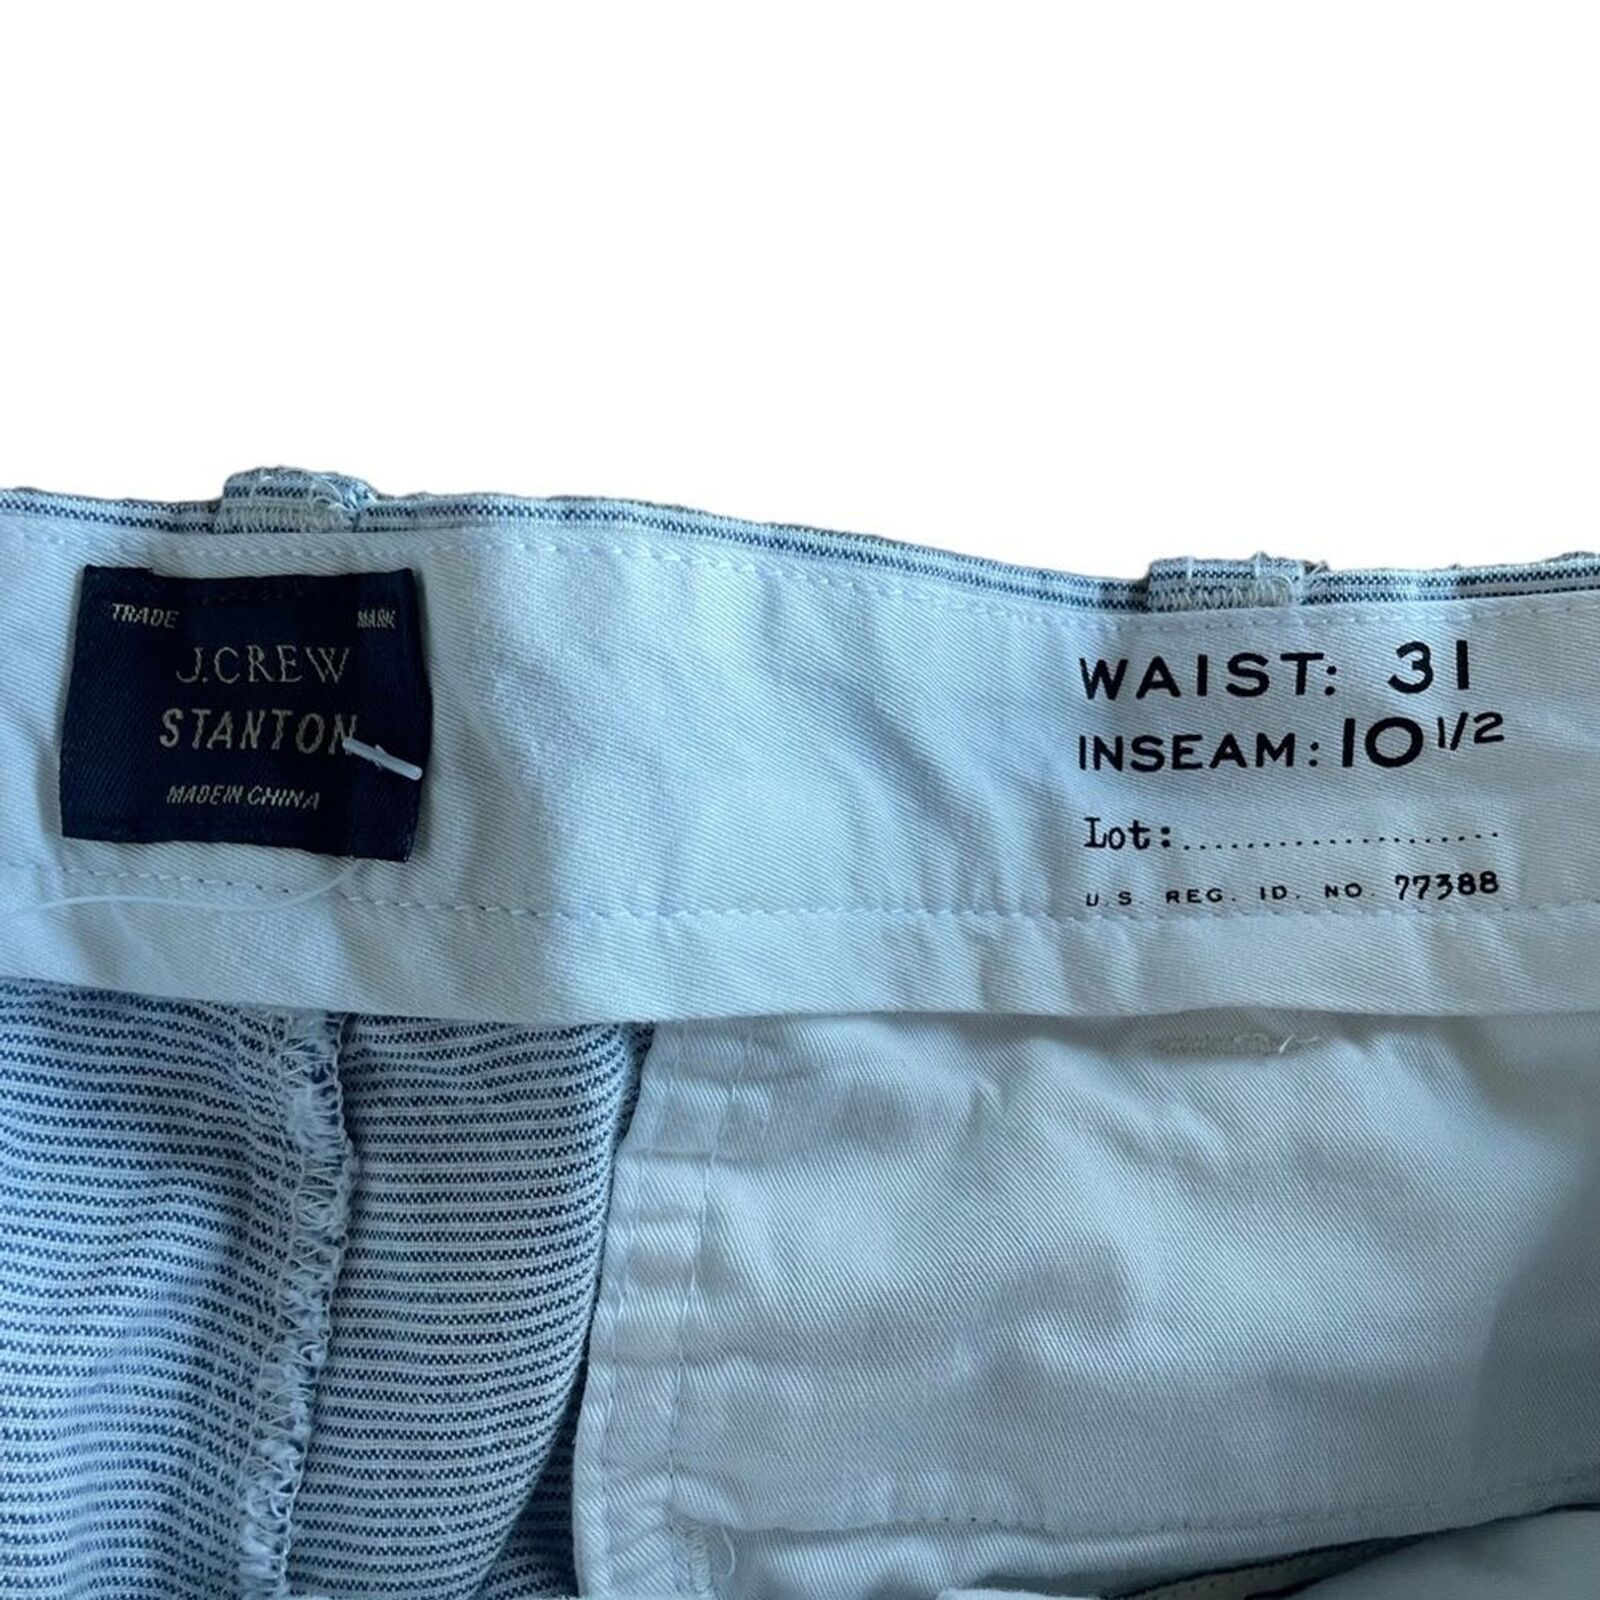 TRADE MARK
J.CREW
STANTON
MADE IN CHINA
WAIST: 31
INSEAM: 10 1/2
Lot:...................
U.S. REG. ID. NO. 77388